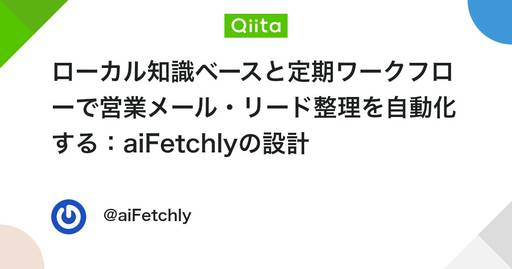 Qiita
ローカル知識ベースと定期ワークフロ
ーで営業メール・リード整理を自動化
する：aiFetchlyの設計
@aiFetchly